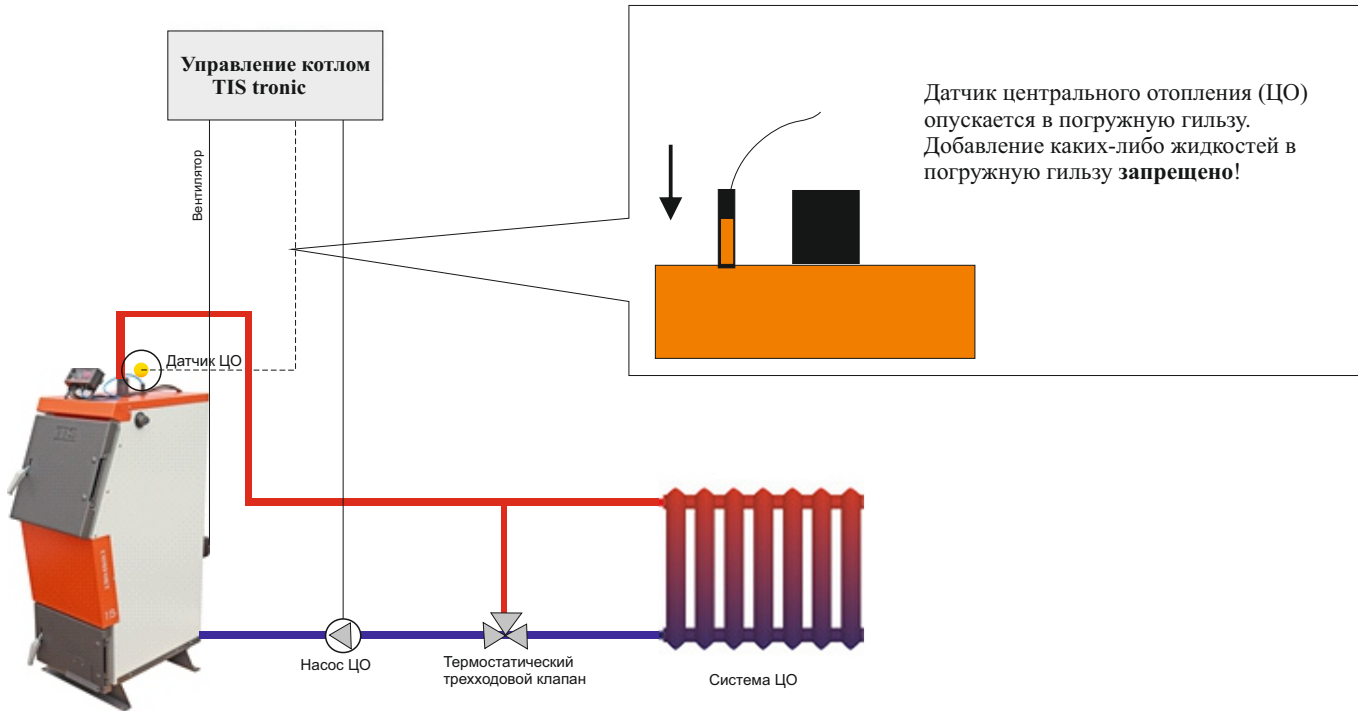 Управление котлом
TIS tronic
Датчик центрального отопления (ЦО)
опускается в погружную гильзу.
Добавление каких-либо жидкостей в
погружную гильзу запрещено!
Вентилятор
Датчик ЦО
Насос ЦО
Термостатический
трехходовой клапан
Система ЦО